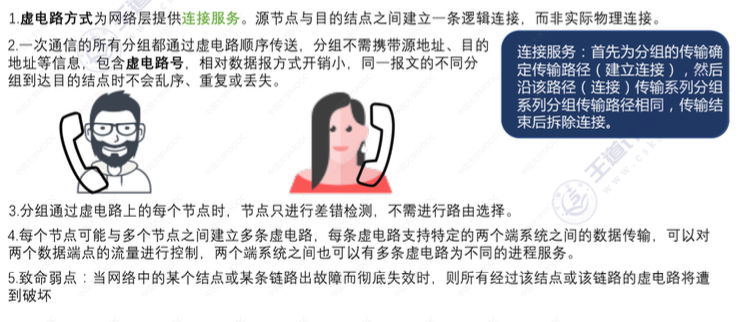 1.虚电路方式为网络层提供连接服务。源节点与目的结点之间建立一条逻辑连接，而非实际物理连接。
2.一次通信的所有分组都通过虚电路顺序传送，分组不需携带源地址、目的
地址等信息，包含虚电路号，相对数据报方式开销小，同一报文的不同分
组到达目的结点时不会乱序、重复或丢失。
连接服务：首先为分组的传输确
定传输路径（建立连接），然后
沿该路径（连接）传输系列分组
系列分组传输路径相同，传输结
束后拆除连接。
3.分组通过虚电路上的每个节点时，节点只进行差错检测，不需进行路由选择。
4.每个节点可能与多个节点之间建立多条虚电路，每条虚电路支持特定的两个端系统之间的数据传输，可以对
两个数据端点的流量进行控制，两个端系统之间也可以有多条虚电路为不同的进程服务。
5.致命弱点：当网络中的某个结点或某条链路出故障而彻底失效时，则所有经过该结点或该链路的虚电路将遭
到破坏